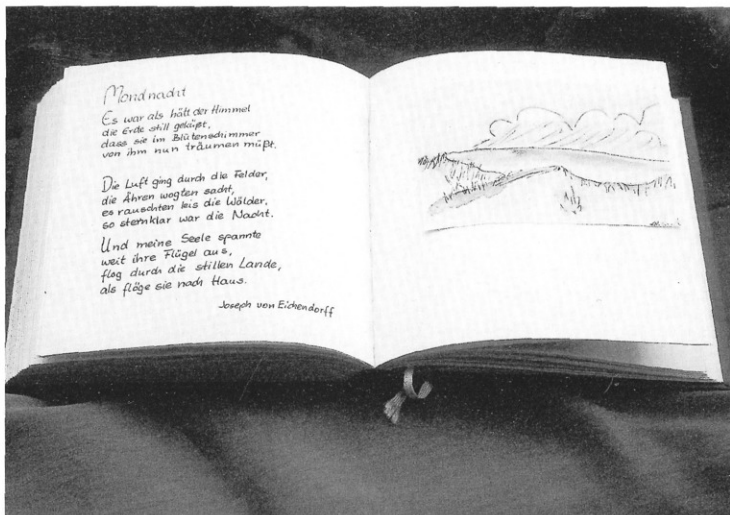 Mondnacht
Es war als hätt der Himmel
die Erde still geküßt,
dass sie im Blütenschimmer
von ihm nun träumen müßt.
Die Luft ging durch die Felder,
die Ähren wogten sacht,
es rauschten leis die Wälder,
so sternklar war die Nacht.
Und meine Seele spannte
weit ihre Flügel aus,
flog durch die stillen Lande,
als flöge sie nach Haus.
Joseph von Eichendorff